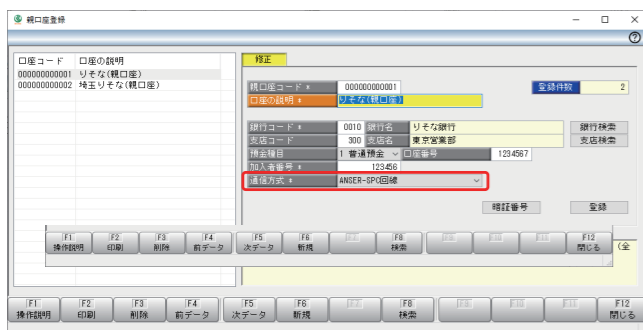 親口座登録
口座コード 口座の説明
000000000001 りそな(親口座)
000000000002 埼玉りそな(親口座)
修正
親口座コード * 000000000001 登録件数 2
口座の説明 * りそな(親口座)
銀行コード * 0010 銀行名 りそな銀行 銀行検索
支店コード * 300 支店名 東京営業部 支店検索
預金種目 1 普通預金 口座番号 1234567
加入者番号 * 123456
通信方式 * ANSER-SPC回線
暗証番号 登録
F1 F2 F3 F4 F5 F6 F8 F12
操作説明 印刷 削除 前データ 次データ 新規 検索 閉じる (全
F1 F2 F3 F4 F5 F6 F8 F12
操作説明 印刷 削除 前データ 次データ 新規 検索 閉じる